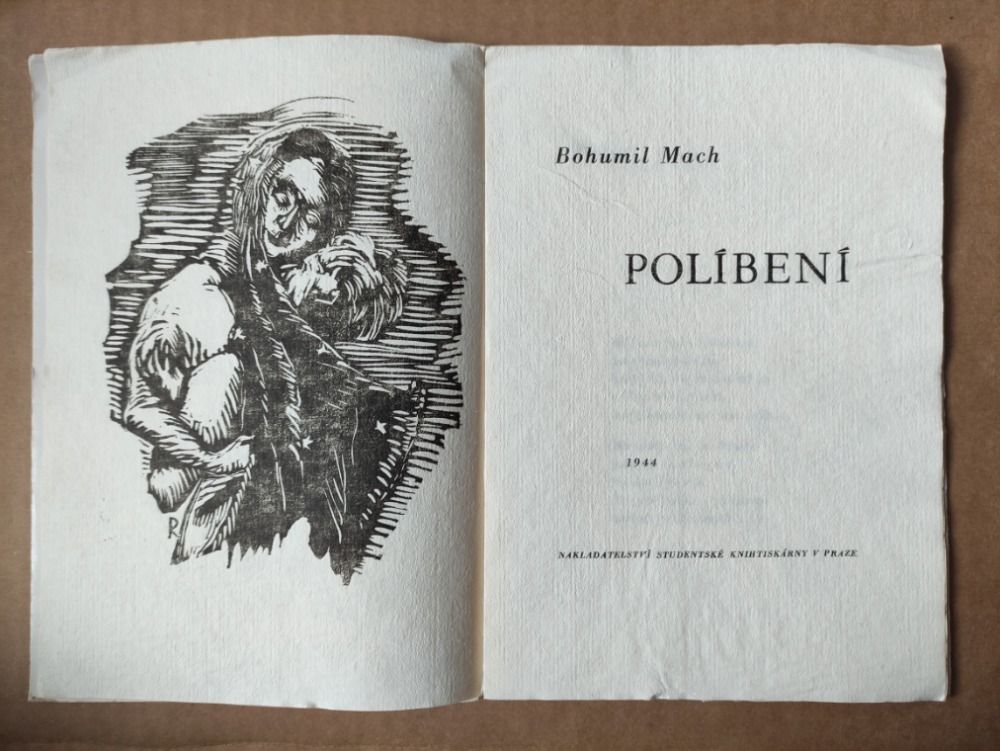 R
Bohumil Mach
POLÍBENÍ
1944
NAKLADATELSTVÍ STUDENTSKÉ KNIHTISKÁRNY V PRAZE